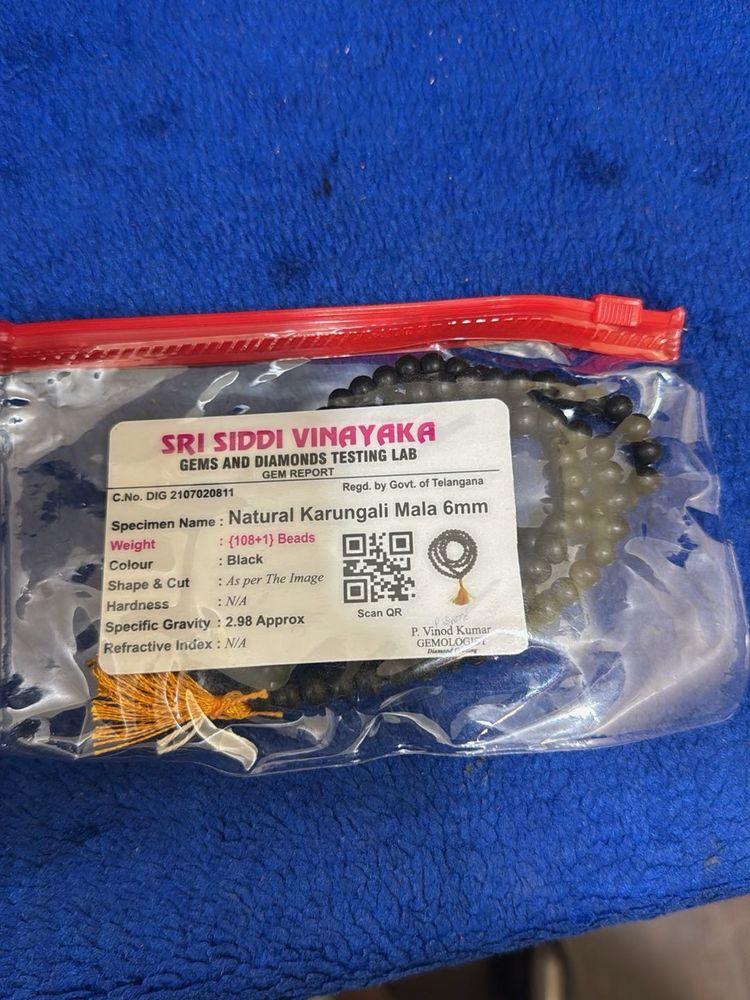 SRI SIDDI VINAYAKA
GEMS AND DIAMONDS TESTING LAB
GEM REPORT
C.No. DIG 2107020811 Regd. by Govt. of Telangana
Specimen Name : Natural Karungali Mala 6mm
Weight : {108+1} Beads
Colour : Black
Shape & Cut : As per The Image
Hardness : N/A
Specific Gravity : 2.98 Approx
Refractive Index : N/A
Scan QR
P. Vinod Kumar
GEMOLOGIST
Diamond